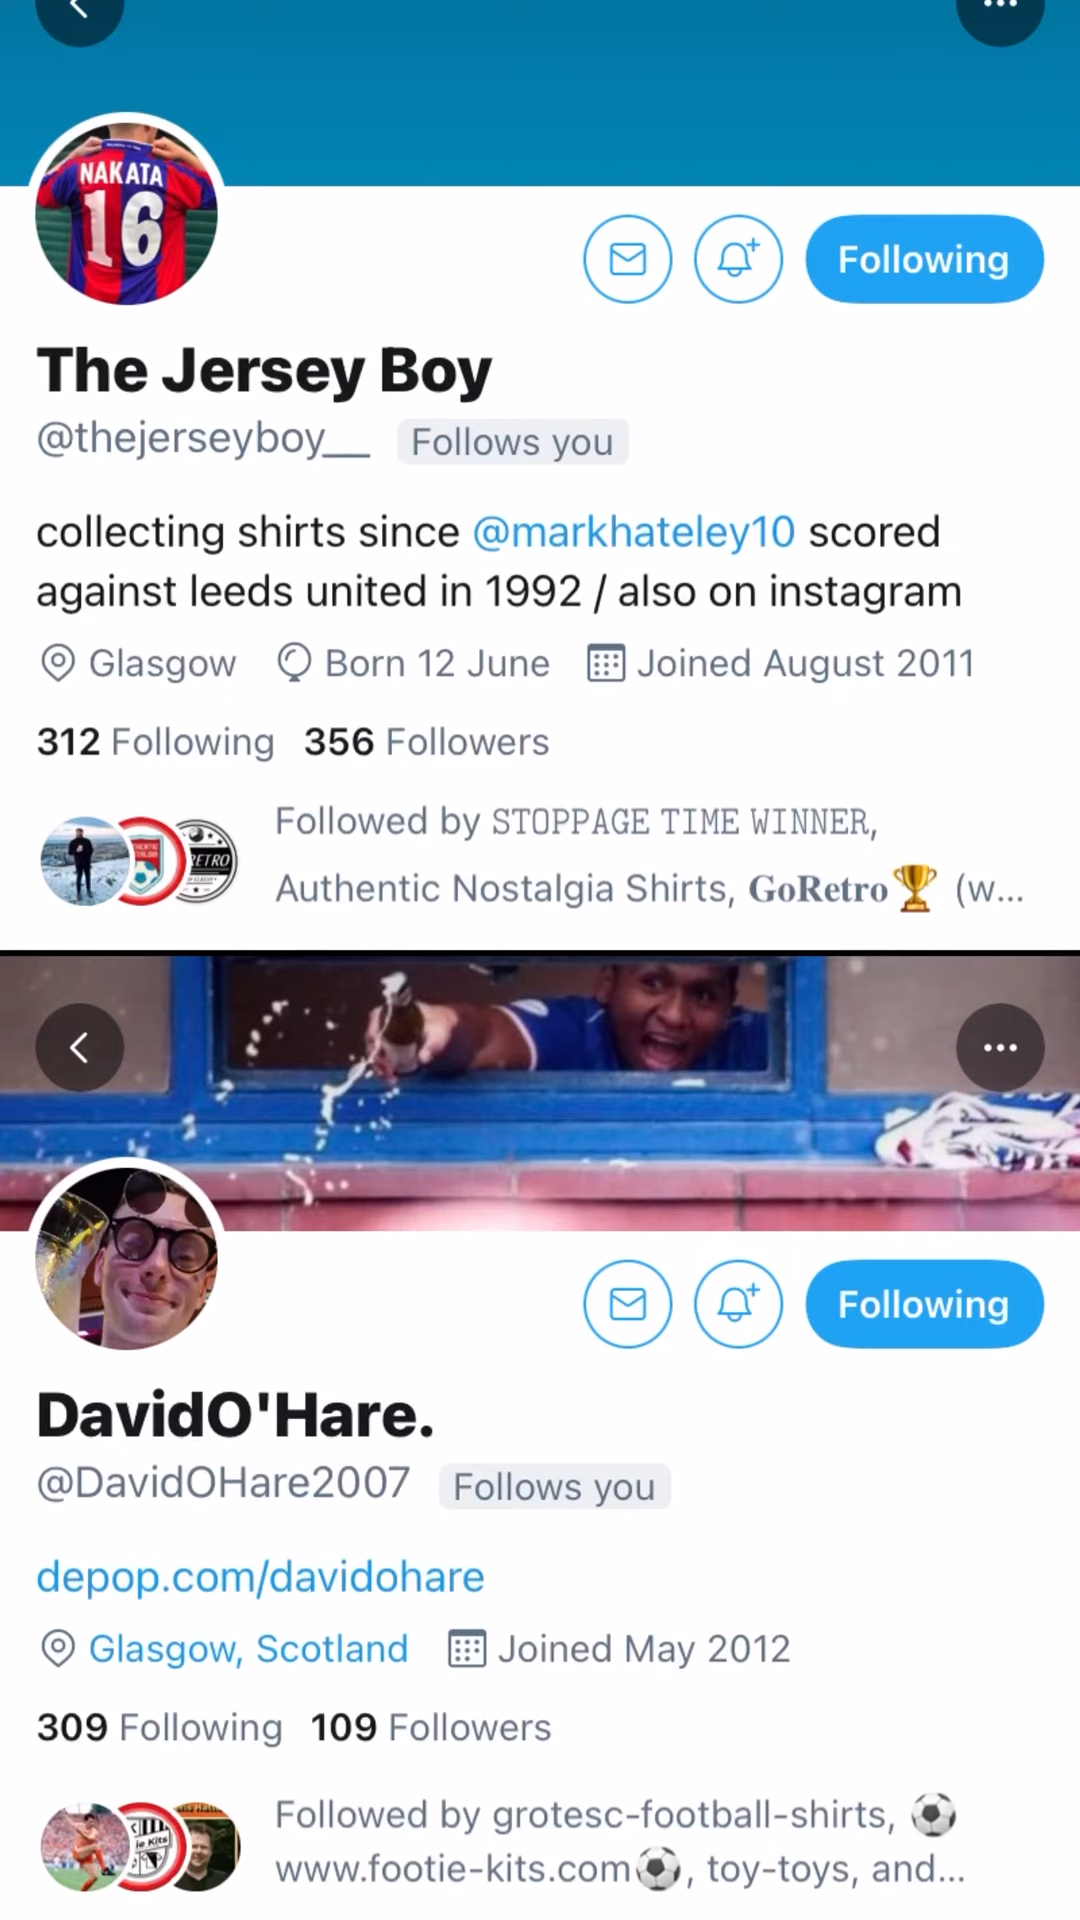 NAKATA
16
Following
The Jersey Boy
@thejerseyboy__ Follows you
collecting shirts since @markhateley10 scored
against leeds united in 1992 / also on instagram
Glasgow Born 12 June Joined August 2011
312 Following 356 Followers
Followed by STOPPAGE TIME WINNER,
Authentic Nostalgia Shirts, GoRetro🏆 (w...
RETRO
Following
DavidO'Hare.
@DavidOHare2007 Follows you
depop.com/davidohare
Glasgow, Scotland Joined May 2012
309 Following 109 Followers
Followed by grotesc-football-shirts, ⚽
www.footie-kits.com⚽, toy-toys, and...
ie Kits